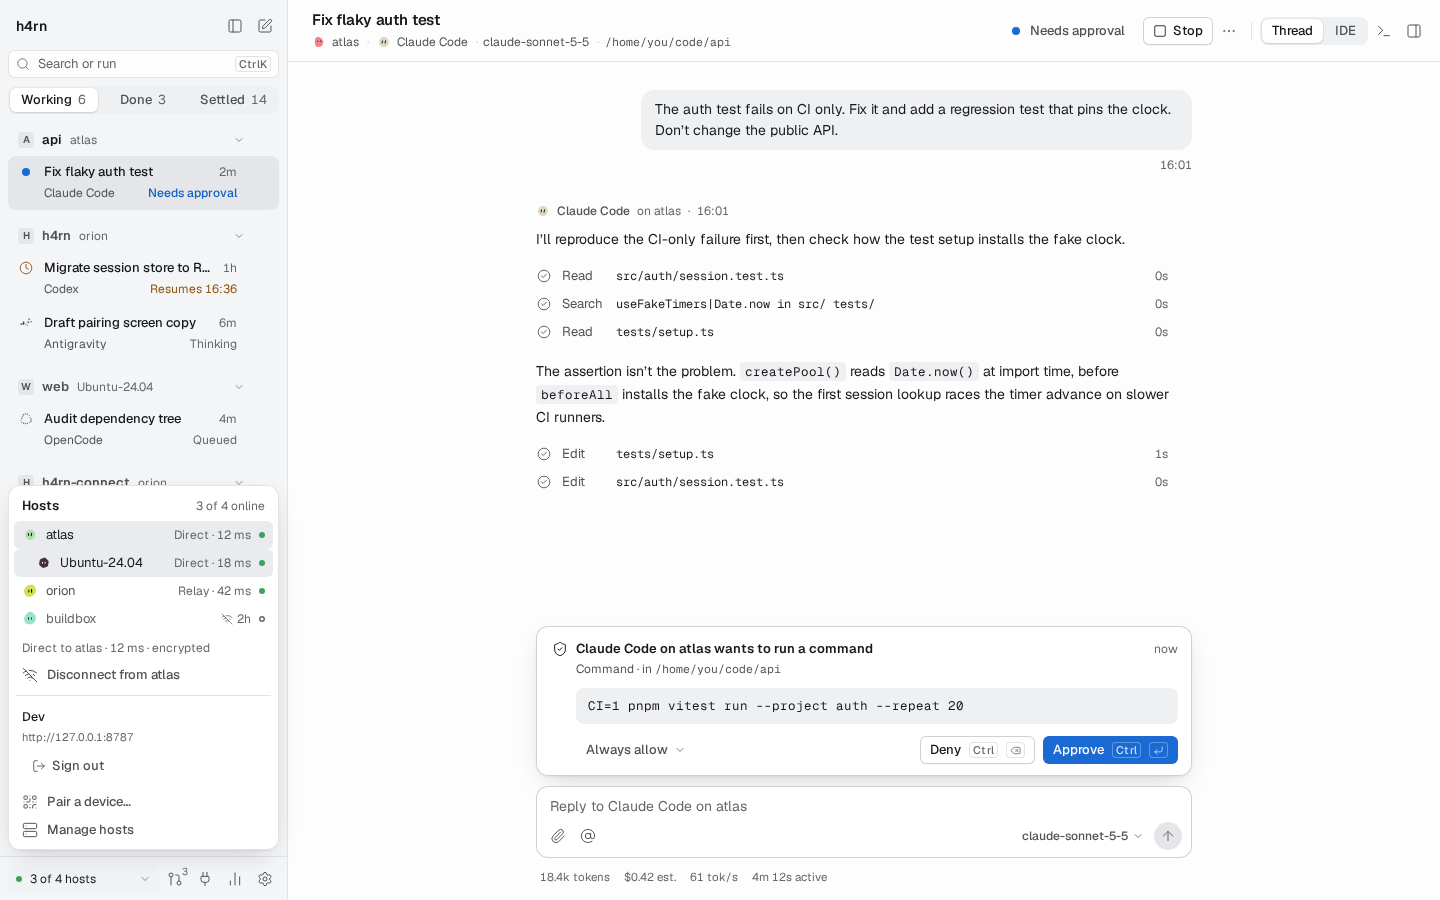 h4rn
Search or run CtrlK
Working 6 Done 3 Settled 14
A api atlas
Fix flaky auth test 2m
Claude Code Needs approval
H h4rn orion
Migrate session store to R... 1h
Codex Resumes 16:36
Draft pairing screen copy 6m
Antigravity Thinking
W web Ubuntu-24.04
Audit dependency tree 4m
OpenCode Queued
H h4rn-connect orion
Hosts 3 of 4 online
atlas Direct · 12 ms
Ubuntu-24.04 Direct · 18 ms
orion Relay · 42 ms
buildbox 2h
Direct to atlas · 12 ms · encrypted
Disconnect from atlas
Dev
http://127.0.0.1:8787
Sign out
Pair a device...
Manage hosts
3 of 4 hosts 3
Fix flaky auth test
atlas · Claude Code · claude-sonnet-5-5 · /home/you/code/api
Needs approval Stop Thread IDE
The auth test fails on CI only. Fix it and add a regression test that pins the clock.
Don’t change the public API.
16:01
Claude Code on atlas · 16:01
I’ll reproduce the CI-only failure first, then check how the test setup installs the fake clock.
Read src/auth/session.test.ts 0s
Search useFakeTimers|Date.now in src/ tests/ 0s
Read tests/setup.ts 0s
The assertion isn’t the problem. createPool() reads Date.now() at import time, before
beforeAll installs the fake clock, so the first session lookup races the timer advance on slower
CI runners.
Edit tests/setup.ts 1s
Edit src/auth/session.test.ts 0s
Claude Code on atlas wants to run a command now
Command · in /home/you/code/api
CI=1 pnpm vitest run --project auth --repeat 20
Always allow Deny Ctrl Approve Ctrl
Reply to Claude Code on atlas
claude-sonnet-5-5
18.4k tokens $0.42 est. 61 tok/s 4m 12s active